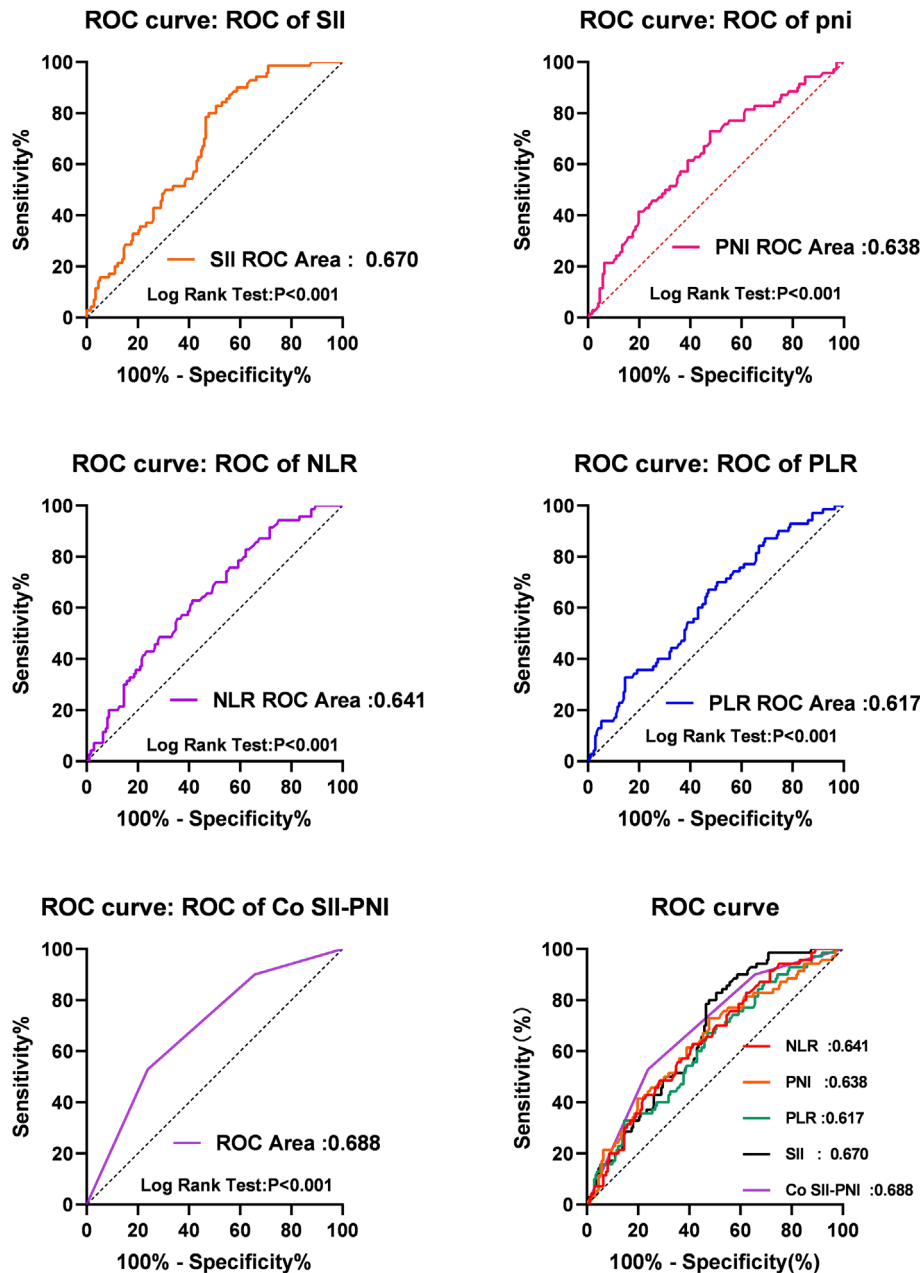 ROC curve: ROC of SII
100
80
60
40
20
0
Sensitivity%
SII ROC Area : 0.670
Log Rank Test:P<0.001
0 20 40 60 80 100
100% - Specificity%
ROC curve: ROC of pni
100
80
60
40
20
0
Sensitivity%
PNI ROC Area:0.638
Log Rank Test:P<0.001
0 20 40 60 80 100
100% - Specificity%
ROC curve: ROC of NLR
100
80
60
40
20
0
Sensitivity%
NLR ROC Area :0.641
Log Rank Test:P<0.001
0 20 40 60 80 100
100% - Specificity%
ROC curve: ROC of PLR
100
80
60
40
20
0
Sensitivity%
PLR ROC Area :0.617
Log Rank Test:P<0.001
0 20 40 60 80 100
100% - Specificity%
ROC curve: ROC of Co SII-PNI
100
80
60
40
20
0
Sensitivity%
ROC Area :0.688
Log Rank Test:P<0.001
0 20 40 60 80 100
100% - Specificity%
ROC curve
100
80
60
40
20
0
Sensitivity(%)
NLR :0.641
PNI :0.638
PLR :0.617
SII : 0.670
Co SII-PNI :0.688
0 20 40 60 80 100
100% - Specificity(%)